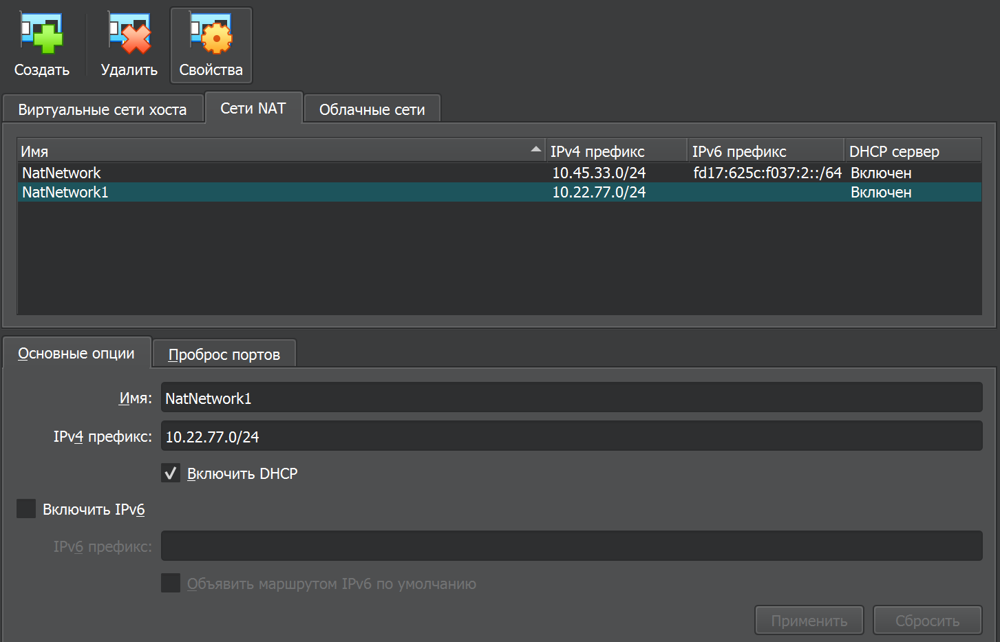 Создать Удалить Свойства
Виртуальные сети хоста Сети NAT Облачные сети
Имя IPv4 префикс IPv6 префикс DHCP сервер
NatNetwork 10.45.33.0/24 fd17:625c:f037:2::/64 Включен
NatNetwork1 10.22.77.0/24 Включен
Основные опции Проброс портов
Имя: NatNetwork1
IPv4 префикс: 10.22.77.0/24
Включить DHCP
Включить IPv6
IPv6 префикс:
Объявить маршрутом IPv6 по умолчанию
Применить Сбросить